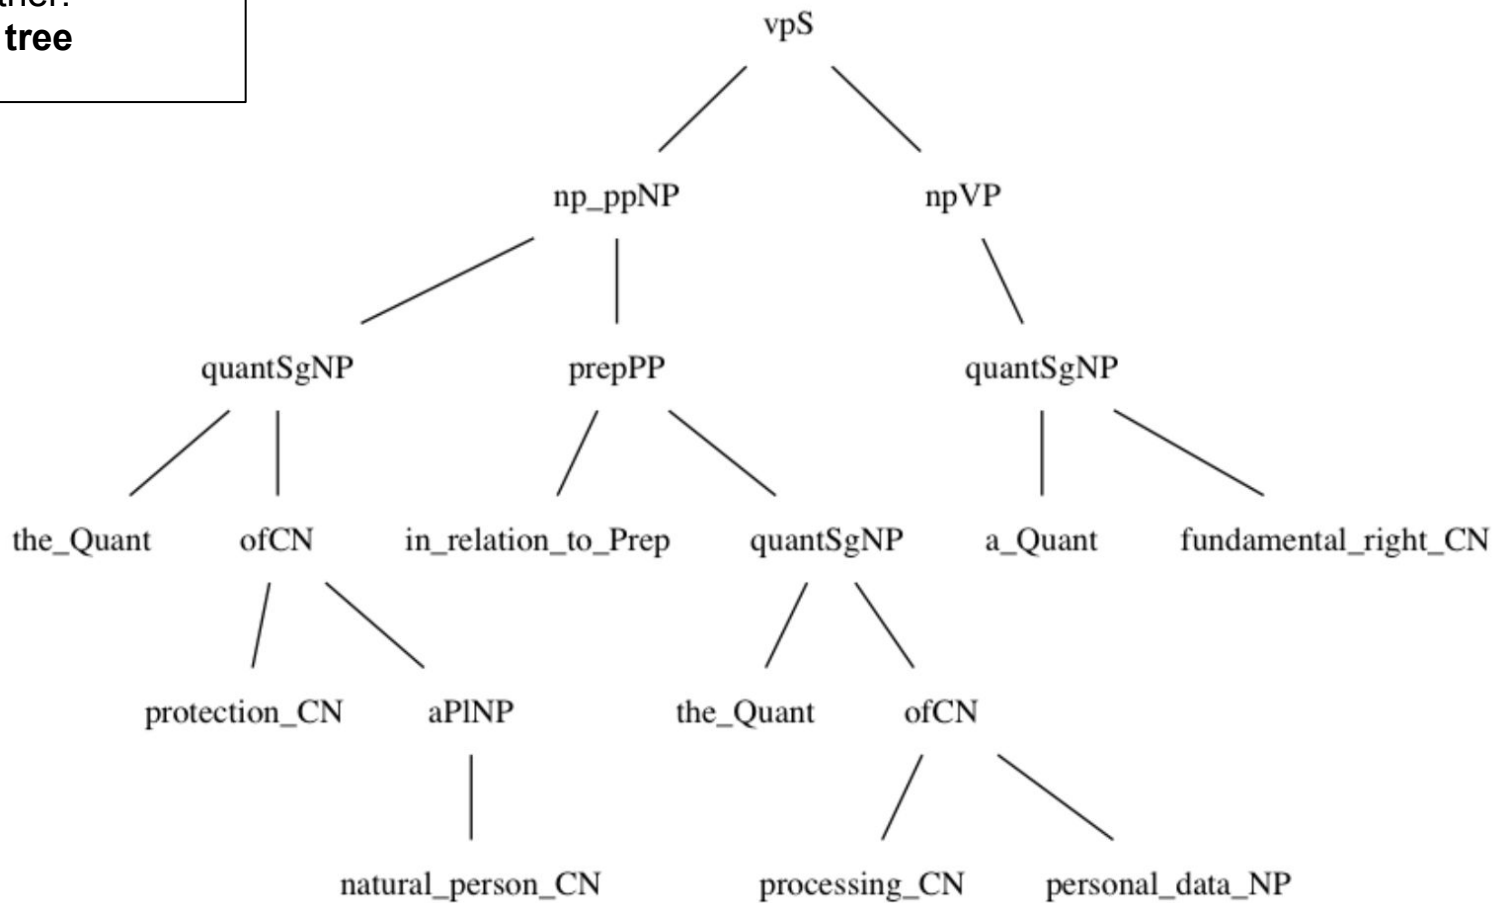 tree
vpS
np_ppNP npVP
quantSgNP prepPP quantSgNP
the_Quant ofCN in_relation_to_Prep quantSgNP a_Quant fundamental_right_CN
protection_CN aPlNP the_Quant ofCN
natural_person_CN processing_CN personal_data_NP